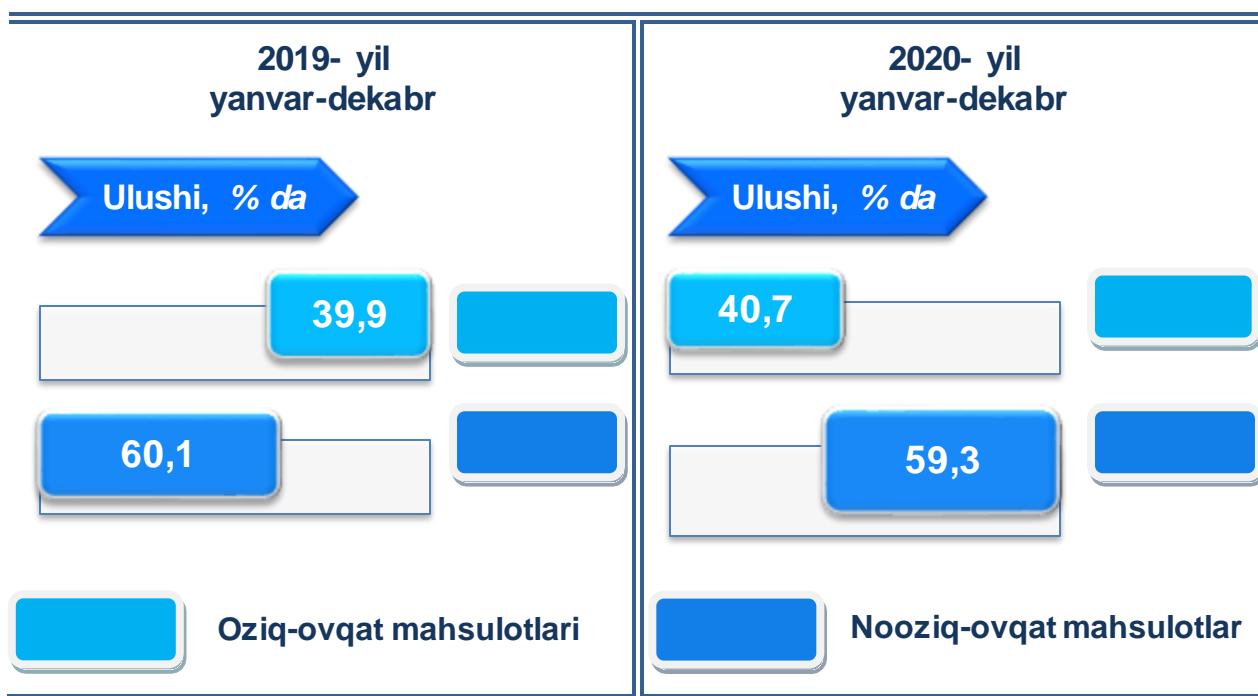 2019- yil
yanvar-dekabr
Ulushi, % da
39,9
60,1
Oziq-ovqat mahsulotlari
2020- yil
yanvar-dekabr
Ulushi, % da
40,7
59,3
Nooziq-ovqat mahsulotlar